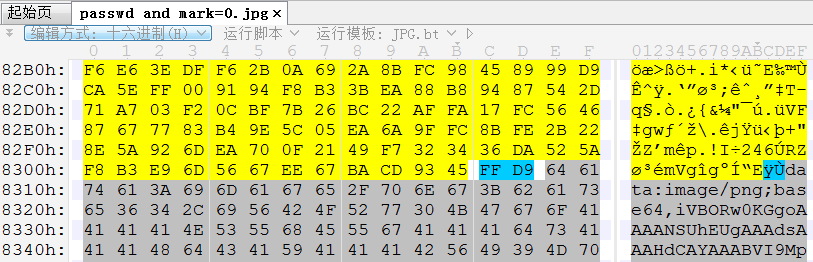 起始页 passwd and mark=0.jpg ×
编辑方式: 十六进制(H) 运行脚本 运行模板: JPG.bt
0 1 2 3 4 5 6 7 8 9 A B C D E F 0123456789ABCDEF
82B0h: F6 E6 3E DF F6 2B 0A 69 2A 8B FC 98 45 89 99 D9 öæ>ßö+.i*‹ü˜E‰™Ù
82C0h: CA 5E FF 00 91 94 F8 B3 3B EA 88 B8 94 87 54 2D Ê^ÿ.‘”ø³;êˆ¸”‡T-
82D0h: 71 A7 03 F2 0C BF 7B 26 BC 22 AF FA 17 FC 56 46 q§.ò.¿{&¼"¯ú.üVF
82E0h: 87 67 77 83 B4 9E 5C 05 EA 6A 9F FC 8B FE 2B 22 ‡gwƒ´ž\.êjŸü‹þ+"
82F0h: 8E 5A 92 6D EA 70 0F 21 49 F7 32 34 36 DA 52 5A ŽZ’mêp.!I÷246ÚRZ
8300h: F8 B3 E9 6D 56 67 EE 67 BA CD 93 45 FF D9 64 61 ø³émVgîgºÍ“EÿÙda
8310h: 74 61 3A 69 6D 61 67 65 2F 70 6E 67 3B 62 61 73 ta:image/png;bas
8320h: 65 36 34 2C 69 56 42 4F 52 77 30 4B 47 67 6F 41 e64,iVBORw0KGgoA
8330h: 41 41 41 4E 53 55 68 45 55 67 41 41 41 64 73 41 AAANSUhEUgAAAdsA
8340h: 41 41 48 64 43 41 59 41 41 41 42 56 49 39 4D 70 AAHdCAYAAABVI9Mp